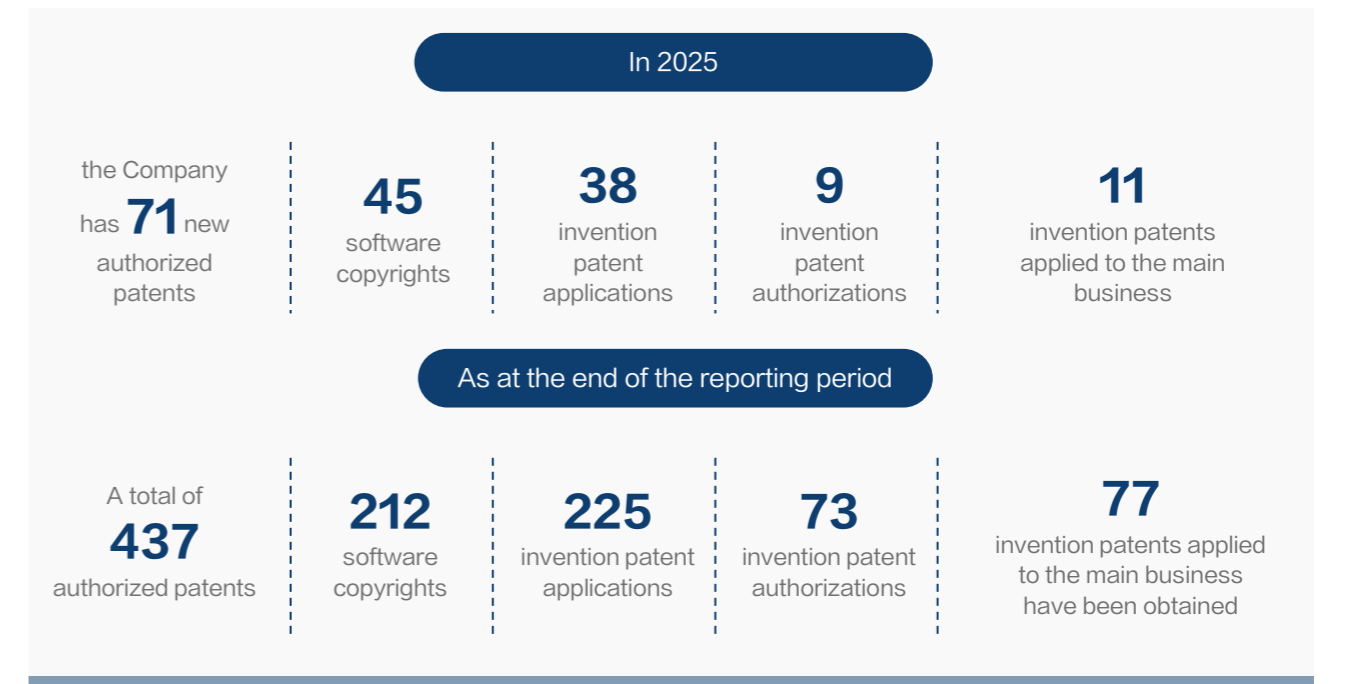 In 2025
the Company
has 71 new
authorized
patents
45
software
copyrights
38
invention
patent
applications
9
invention
patent
authorizations
11
invention patents
applied to the main
business
As at the end of the reporting period
A total of
437
authorized patents
212
software
copyrights
225
invention patent
applications
73
invention patent
authorizations
77
invention patents applied
to the main business
have been obtained